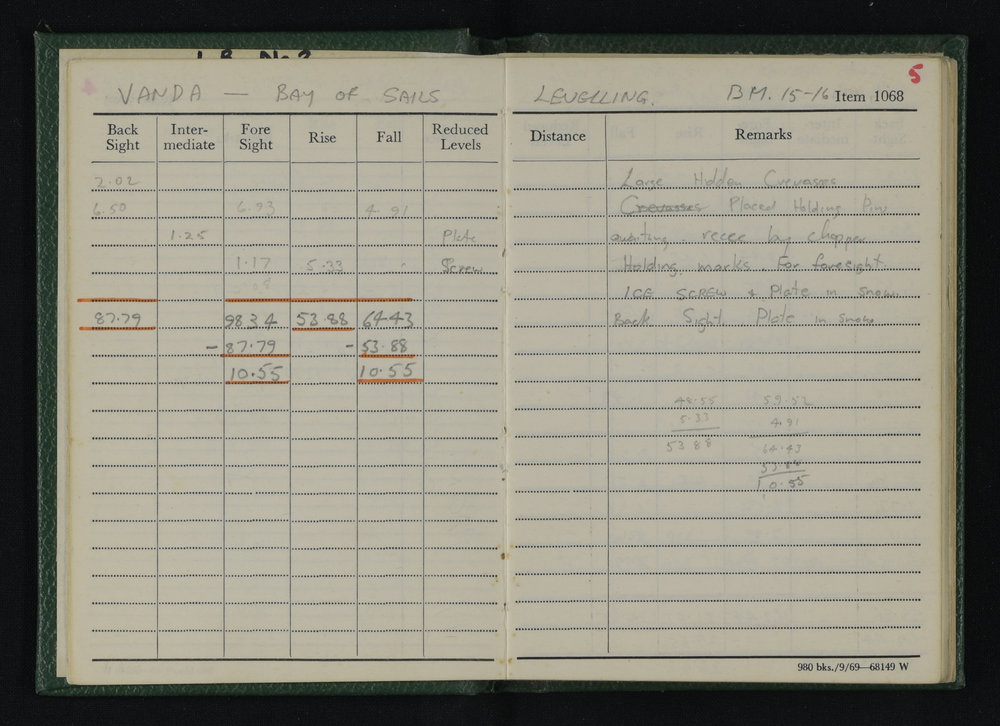 5
VANDA — BAY OF SAILS LEVELLING. BM. 15-16 Item 1068
Back Sight Inter-mediate Fore Sight Rise Fall Reduced Levels Distance Remarks
2.02 Large Hidden Crevasses
6.50 6.93 4.91 Crevasses Placed Holding Pins
1.25 Plate awaiting recce by chopper
1.17 5.33 Screw Holding marks. For foresight
ICE SCREW & Plate in Snow
87.79 98.34 53.88 64.43 Back Sight Plate in snow
- 87.79 - 53.88
10.55 10.55
48.55 59.52
5.33 4.91
53.88 64.43
53.88
10.55
980 bks./9/69—68149 W